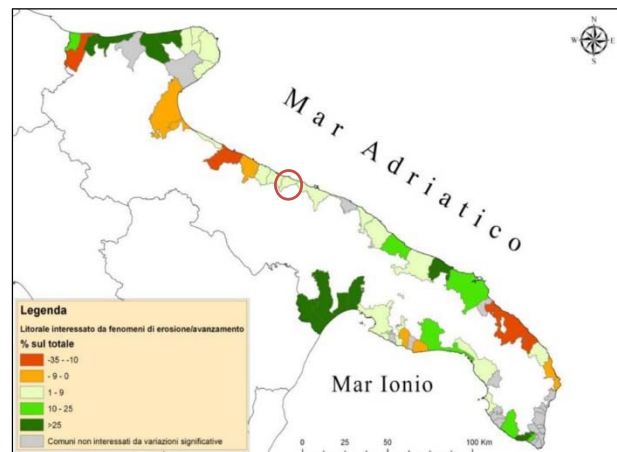 N
W E
S
Mar Adriatico
Mar Ionio
Legenda
Litorale interessato da fenomeni di erosione/avanzamento
% sul totale
-35 - -10
- 9 - 0
1 - 9
10 - 25
>25
Comuni non interessati da variazioni significative
0 25 50 100 Km